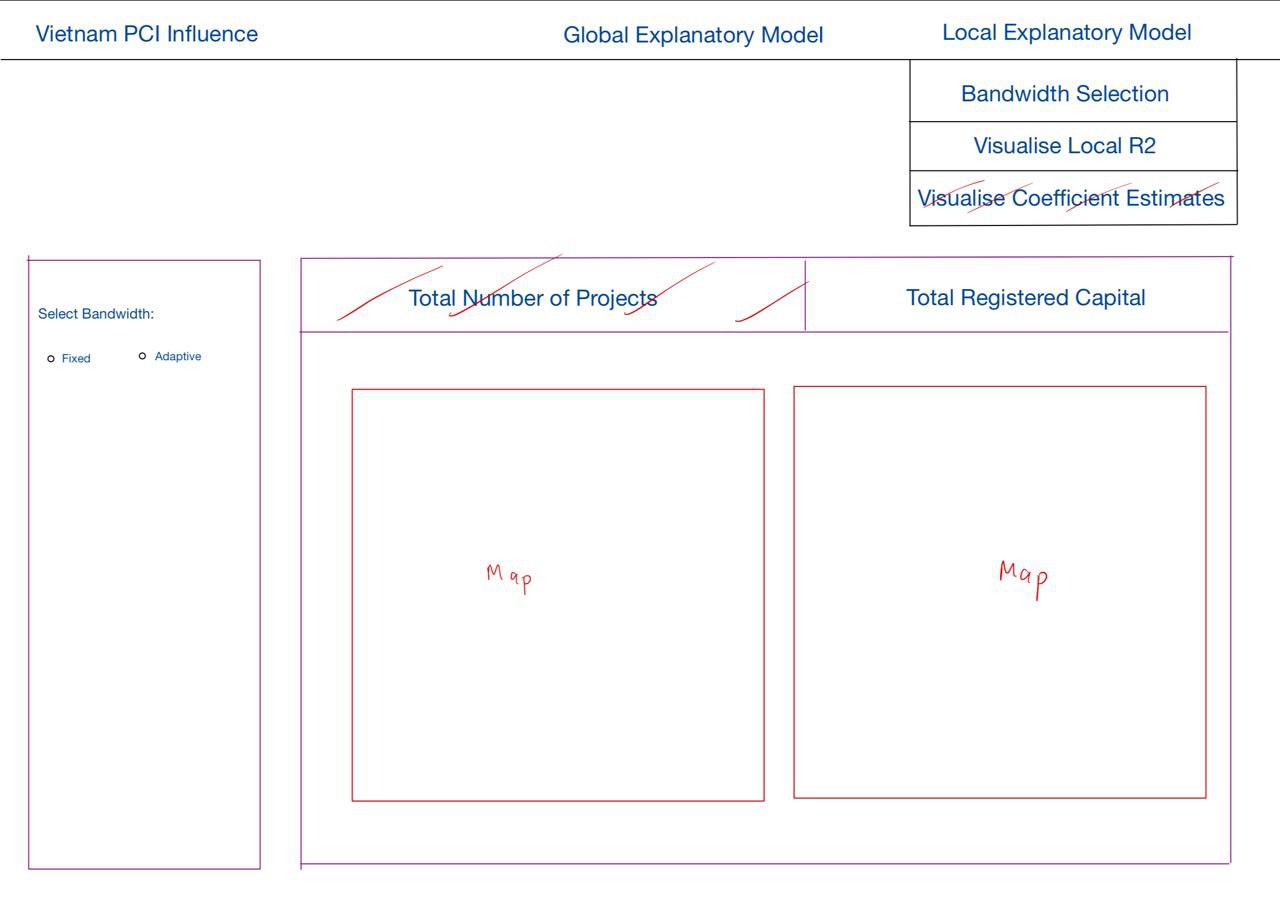 Vietnam PCI Influence
Global Explanatory Model
Local Explanatory Model
Bandwidth Selection
Visualise Local R2
Visualise Coefficient Estimates
Select Bandwidth:
Fixed
Adaptive
Total Number of Projects
Total Registered Capital
Map
Map